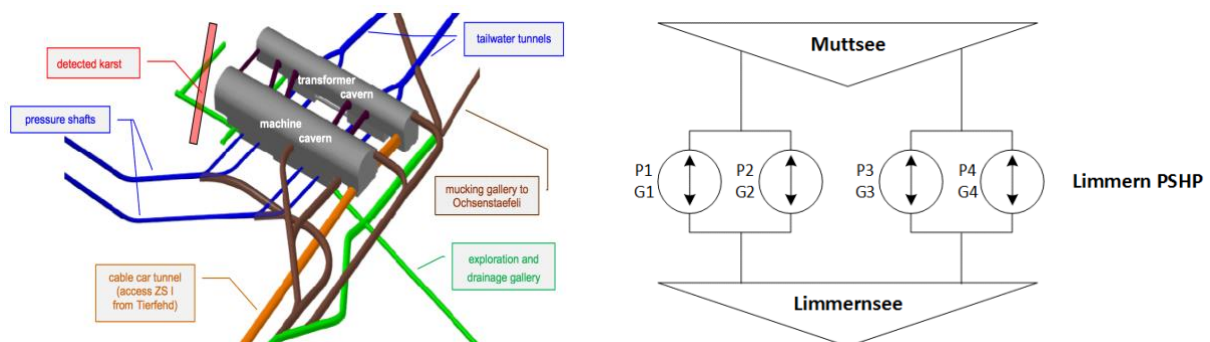 tailwater tunnels
detected karst
transformer
cavern
pressure shafts
machine
cavern
mucking gallery to
Ochsenstaefeli
cable car tunnel
(access ZS I
from Tierfehd)
exploration and
drainage gallery
Muttsee
P1
G1
P2
G2
P3
G3
P4
G4
Limmern PSHP
Limmernsee